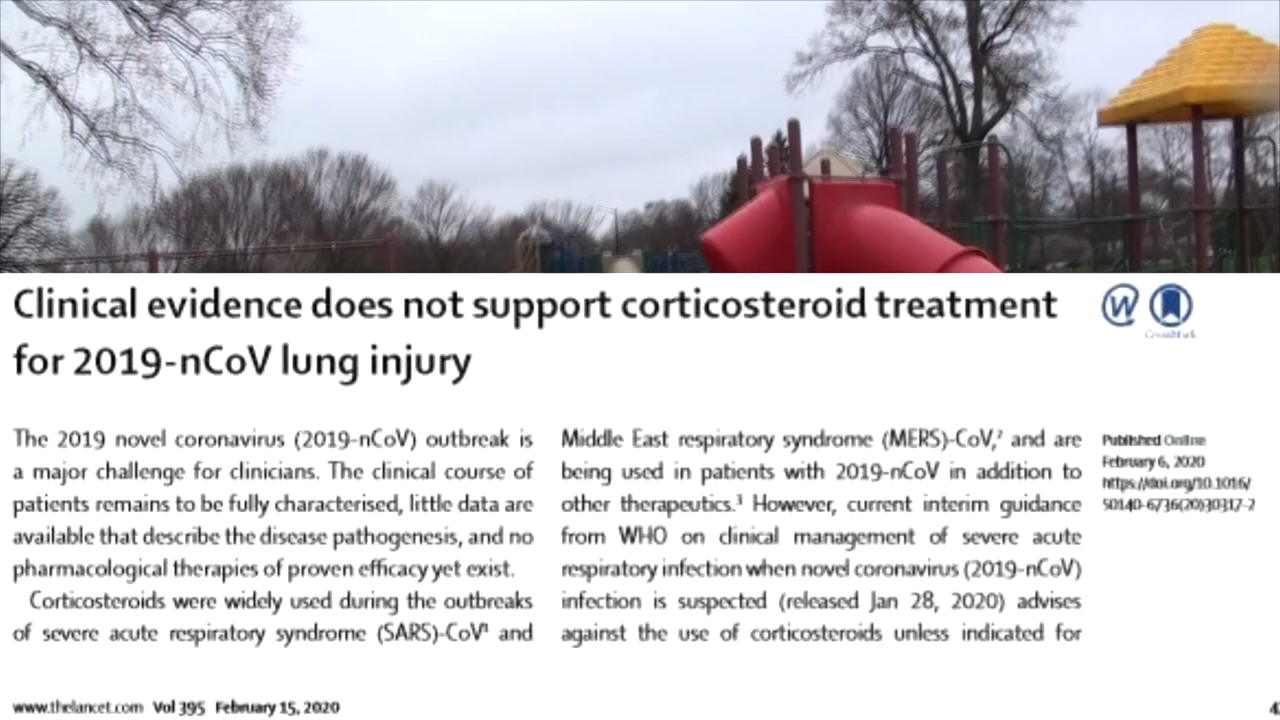 Clinical evidence does not support corticosteroid treatment
for 2019-nCoV lung injury
The 2019 novel coronavirus (2019-nCoV) outbreak is
a major challenge for clinicians. The clinical course of
patients remains to be fully characterised, little data are
available that describe the disease pathogenesis, and no
pharmacological therapies of proven efficacy yet exist.
Corticosteroids were widely used during the outbreaks
of severe acute respiratory syndrome (SARS)-CoV¹ and
Middle East respiratory syndrome (MERS)-CoV,² and are
being used in patients with 2019-nCoV in addition to
other therapeutics.³ However, current interim guidance
from WHO on clinical management of severe acute
respiratory infection when novel coronavirus (2019-nCoV)
infection is suspected (released Jan 28, 2020) advises
against the use of corticosteroids unless indicated for
W
Published Online
February 6, 2020
https://doi.org/10.1016/
S0140-6736(20)30317-2
www.thelancet.com Vol 395 February 15, 2020